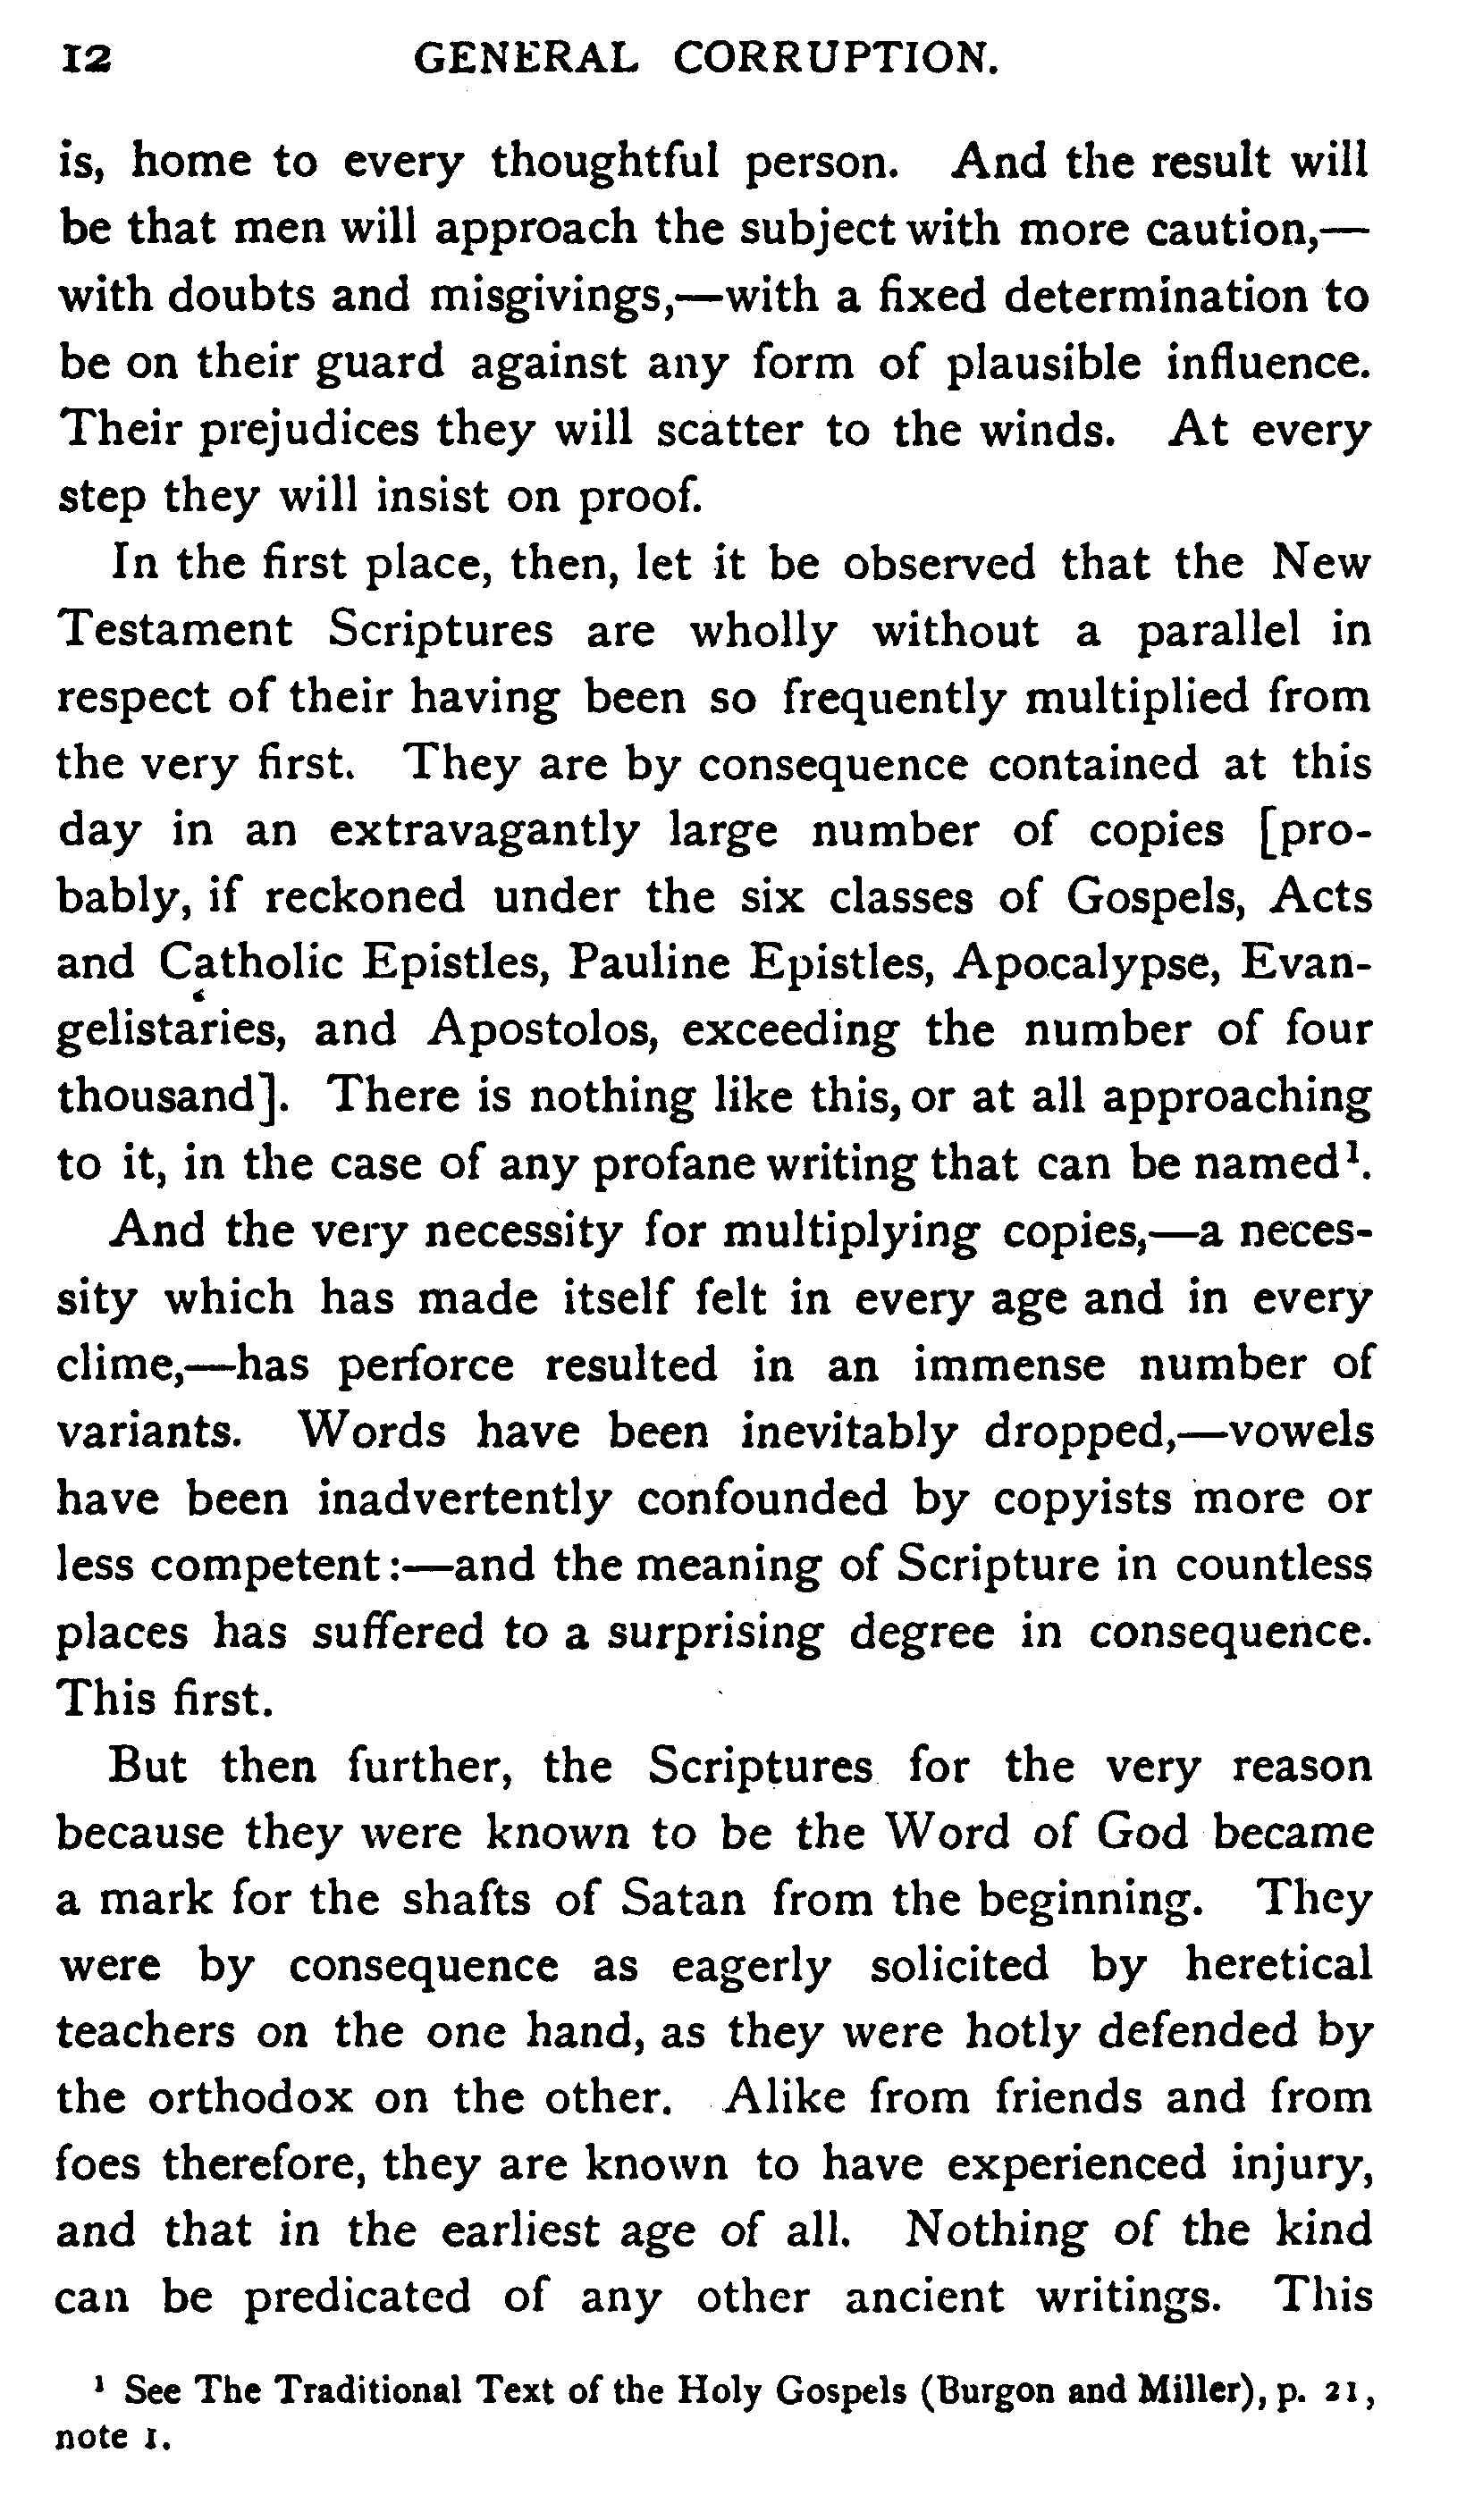 12 GENERAL CORRUPTION.
is, home to every thoughtful person. And the result will
be that men will approach the subject with more caution,—
with doubts and misgivings,—with a fixed determination to
be on their guard against any form of plausible influence.
Their prejudices they will scatter to the winds. At every
step they will insist on proof.
In the first place, then, let it be observed that the New
Testament Scriptures are wholly without a parallel in
respect of their having been so frequently multiplied from
the very first. They are by consequence contained at this
day in an extravagantly large number of copies [pro-
bably, if reckoned under the six classes of Gospels, Acts
and Catholic Epistles, Pauline Epistles, Apocalypse, Evan-
gelistaries, and Apostolos, exceeding the number of four
thousand]. There is nothing like this, or at all approaching
to it, in the case of any profane writing that can be named¹.
And the very necessity for multiplying copies,—a neces-
sity which has made itself felt in every age and in every
clime,—has perforce resulted in an immense number of
variants. Words have been inevitably dropped,—vowels
have been inadvertently confounded by copyists more or
less competent:—and the meaning of Scripture in countless
places has suffered to a surprising degree in consequence.
This first.
But then further, the Scriptures for the very reason
because they were known to be the Word of God became
a mark for the shafts of Satan from the beginning. They
were by consequence as eagerly solicited by heretical
teachers on the one hand, as they were hotly defended by
the orthodox on the other. Alike from friends and from
foes therefore, they are known to have experienced injury,
and that in the earliest age of all. Nothing of the kind
can be predicated of any other ancient writings. This
¹ See The Traditional Text of the Holy Gospels (Burgon and Miller), p. 21,
note 1.